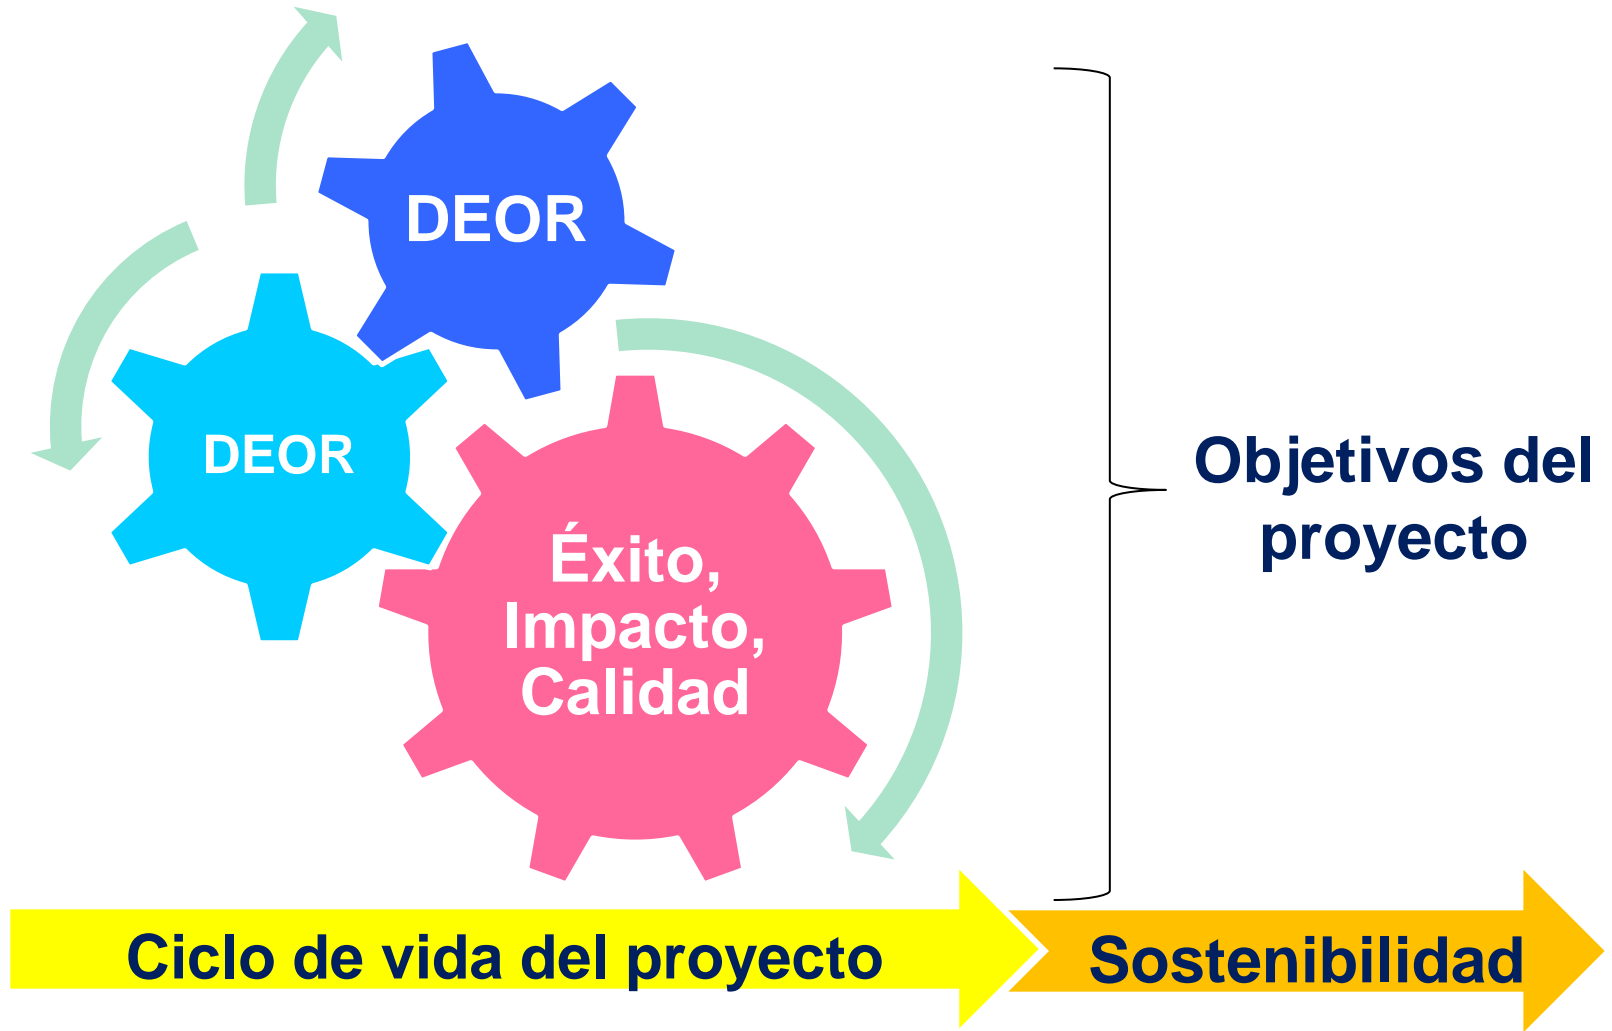 DEOR
DEOR
Éxito,
Impacto,
Calidad
Objetivos del
proyecto
Ciclo de vida del proyecto
Sostenibilidad